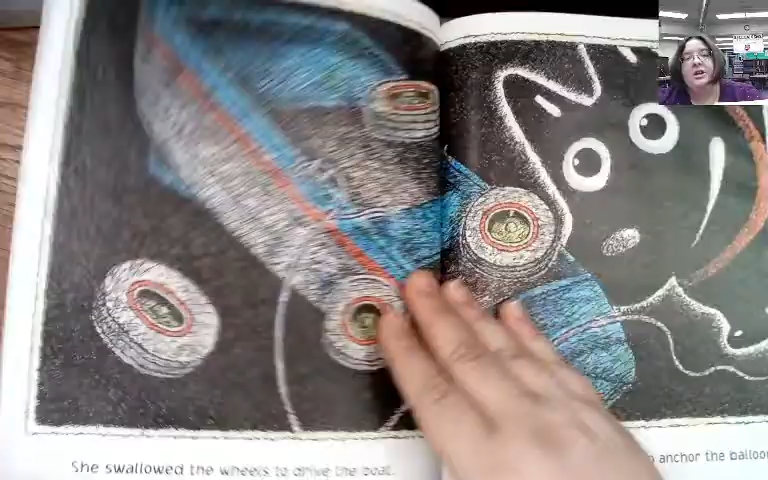 She swallowed the wheels to drive the boat.
anchor the balloon